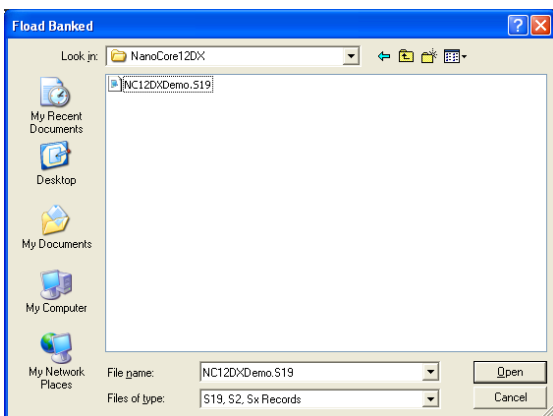 Fload Banked
Look in: NanoCore12DX
NC12DXDemo.S19
My Recent
Documents
Desktop
My Documents
My Computer
My Network
Places
File name: NC12DXDemo.S19 Open
Files of type: S19, S2, Sx Records Cancel